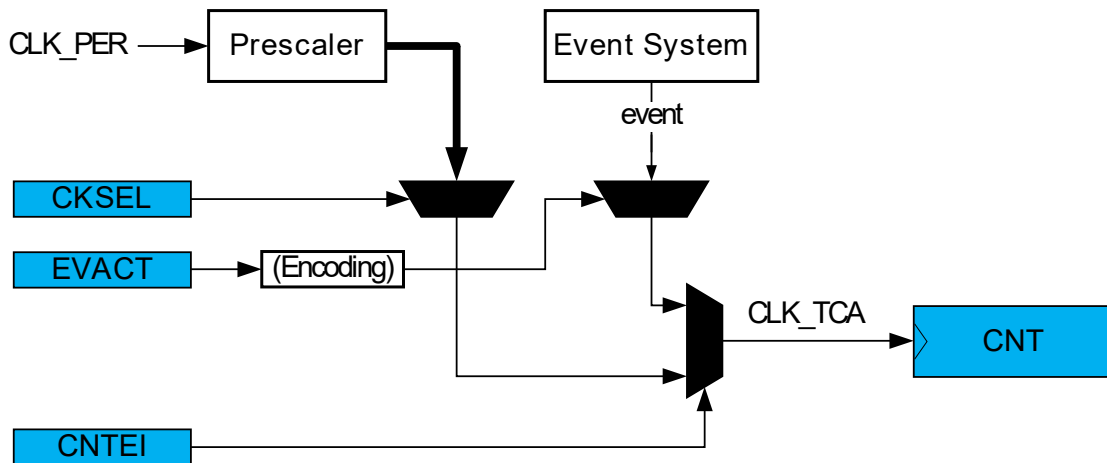 CLK_PER
Prescaler
Event System
event
CKSEL
EVACT
(Encoding)
CLK_TCA
CNT
CNTEI